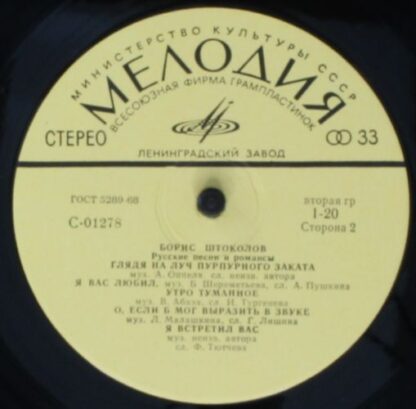 МИНИСТЕРСТВО КУЛЬТУРЫ СССР
МЕЛОДИЯ
ВСЕСОЮЗНАЯ ФИРМА ГРАМПЛАСТИНОК
СТЕРЕО
33
ЛЕНИНГРАДСКИЙ ЗАВОД
ГОСТ 5289-68
вторая гр
С-01278
1-20
Сторона 2
БОРИС ШТОКОЛОВ
Русские песни и романсы
ГЛЯДЯ НА ЛУЧ ПУРПУРНОГО ЗАКАТА
муз. А. Оппеля сл. неизв. автора
Я ВАС ЛЮБИЛ, муз. Б. Шереметьева, сл. А. Пушкина
УТРО ТУМАННОЕ
муз. В. Абаза, сл. И. Тургенева
О, ЕСЛИ Б МОГ ВЫРАЗИТЬ В ЗВУКЕ
муз. Л. Малашкина, сл. Г. Лишина
Я ВСТРЕТИЛ ВАС
муз. неизв. автора
сл. Ф. Тютчева